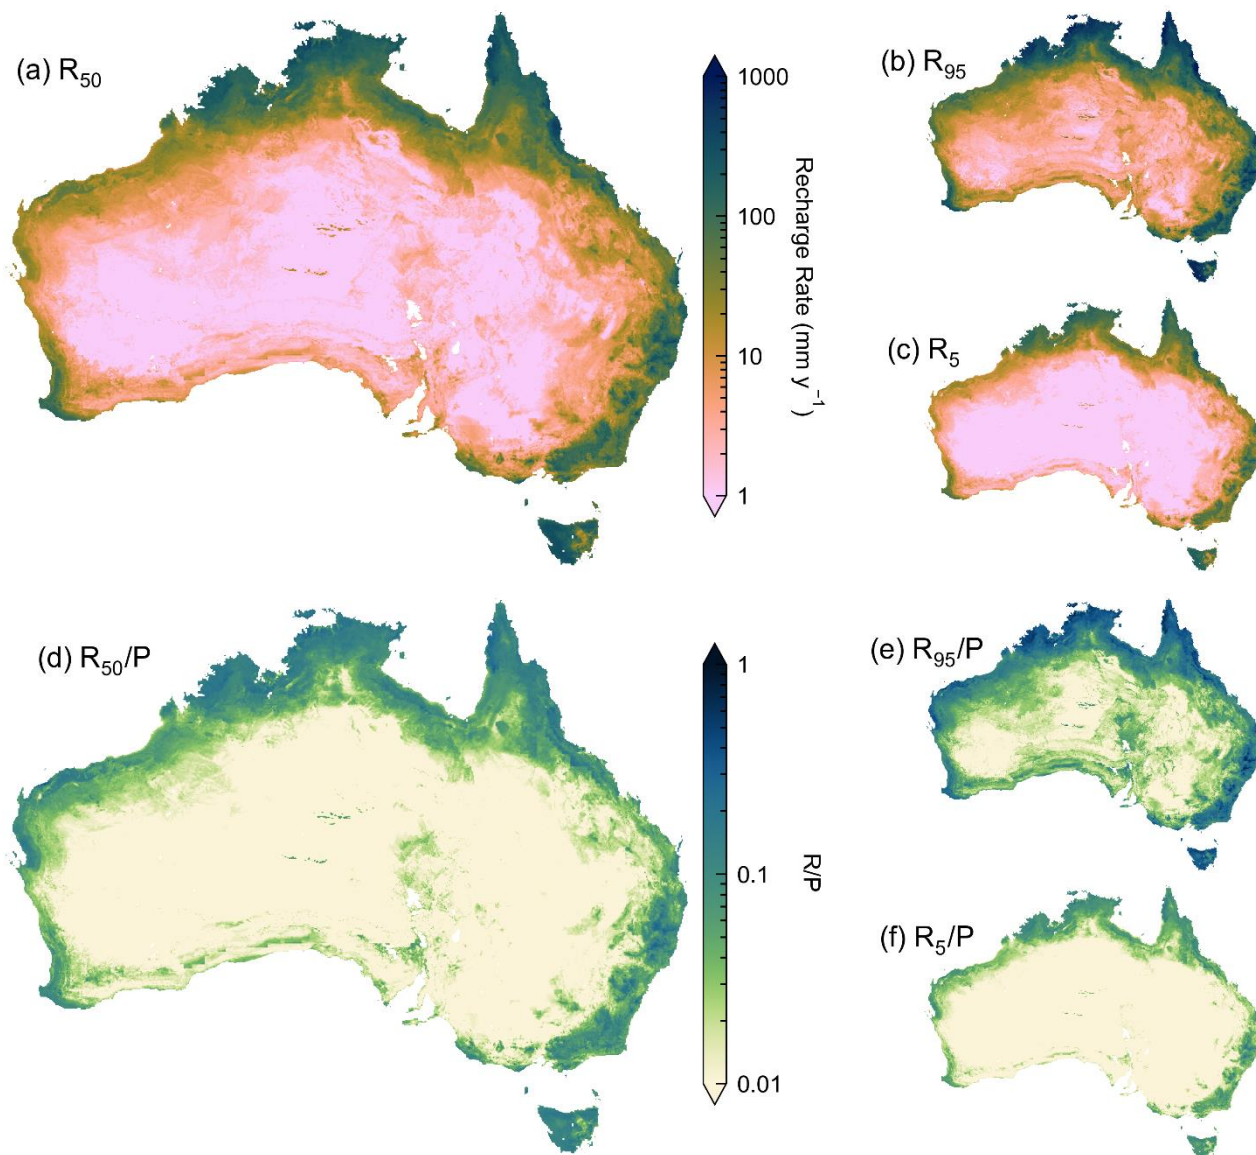 (a) R₅₀
1000
100
10
1
Recharge Rate (mm y⁻¹)
(b) R₉₅
(c) R₅
(d) R₅₀/P
1
0.1
0.01
R/P
(e) R₉₅/P
(f) R₅/P